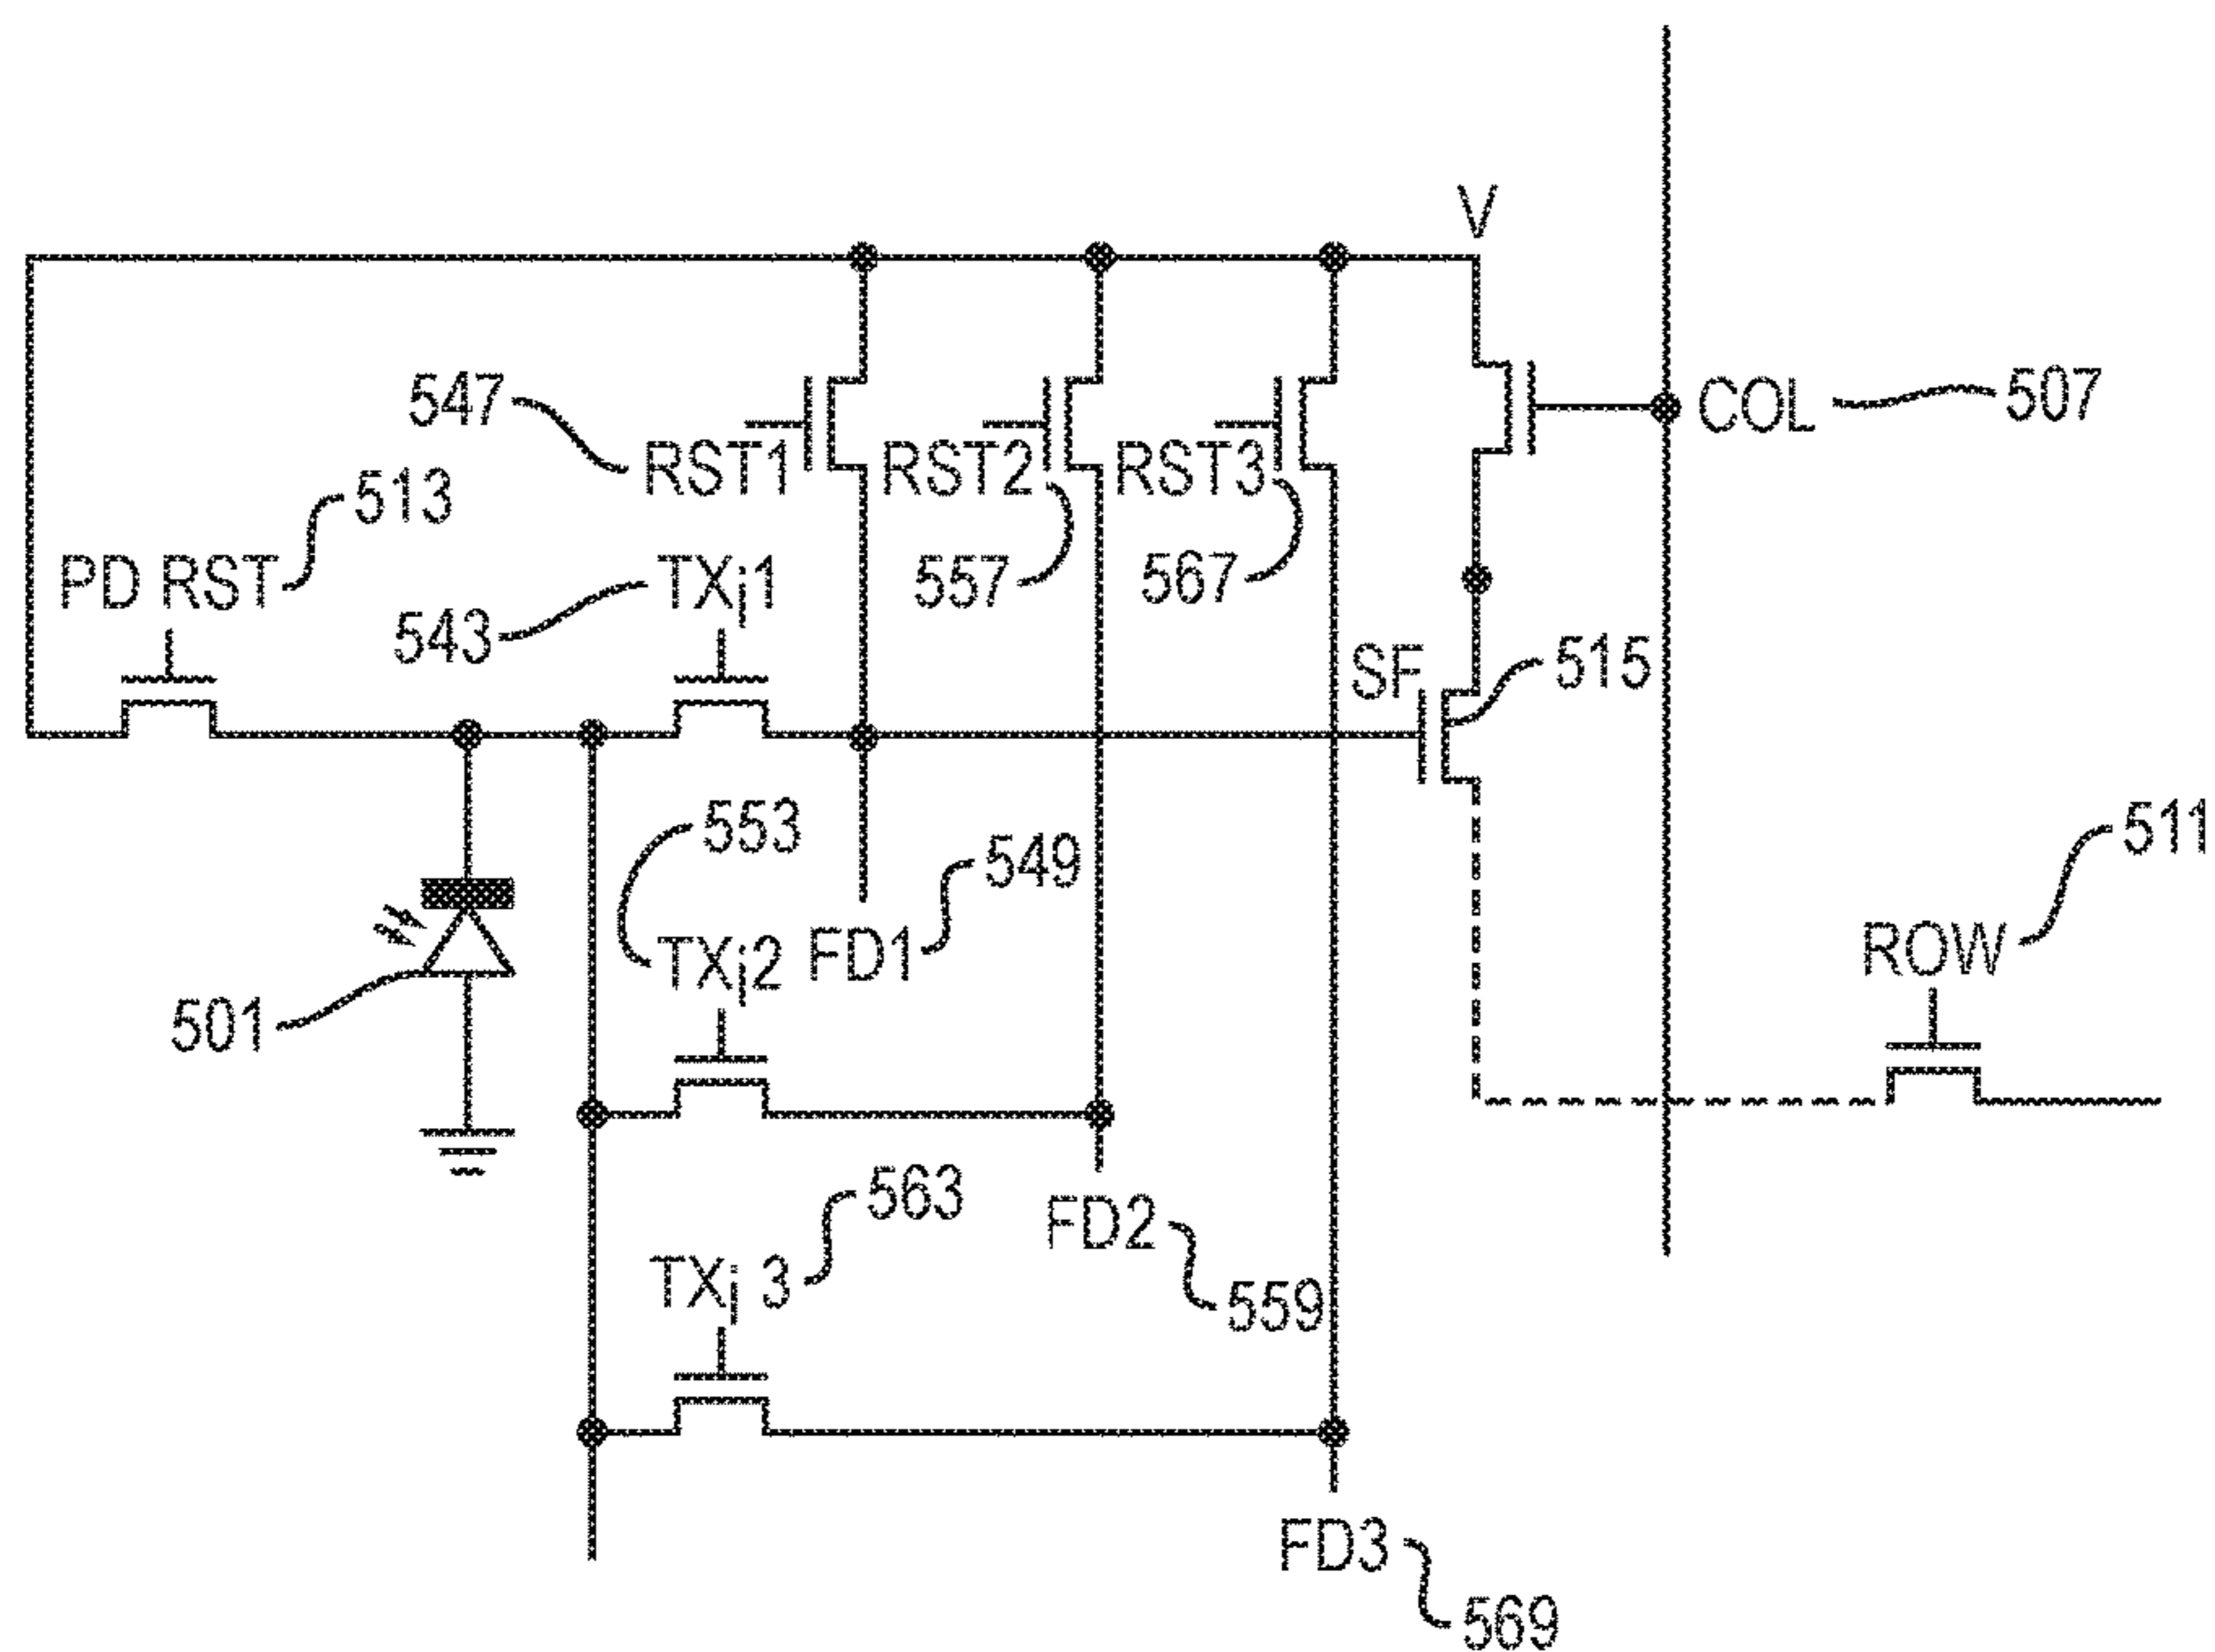 V
547
RST1
RST2
RST3
COL
507
513
PD RST
543
TXj1
557
567
SF
515
553
549
511
TXj2
FD1
ROW
501
563
FD2
TXj 3
559
FD3
569